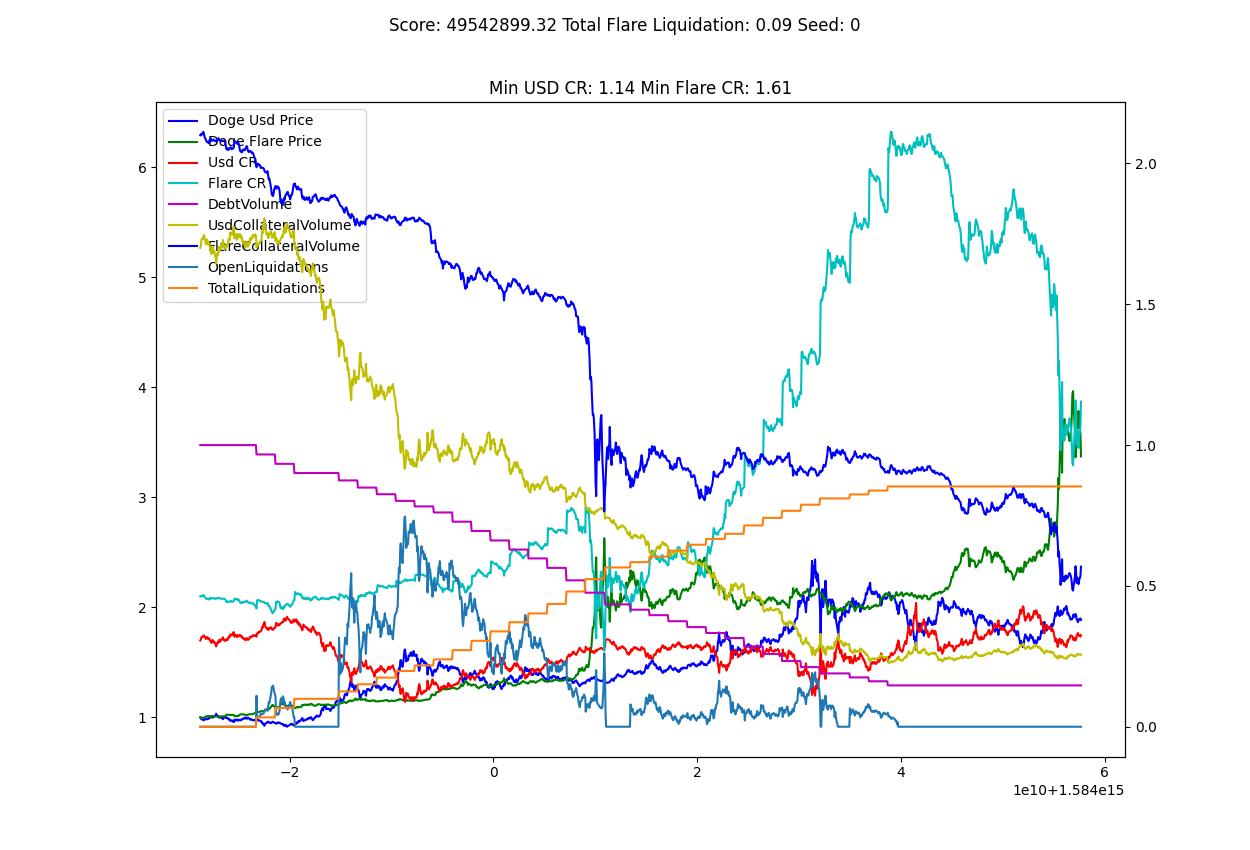 Score: 49542899.32 Total Flare Liquidation: 0.09 Seed: 0
Min USD CR: 1.14 Min Flare CR: 1.61
Doge Usd Price
Doge Flare Price
Usd CR
Flare CR
DebtVolume
UsdCollateralVolume
FlareCollateralVolume
OpenLiquidations
TotalLiquidations
6
5
4
3
2
1
2.0
1.5
1.0
0.5
0.0
−2
0
2
4
6
1e10+1.584e15